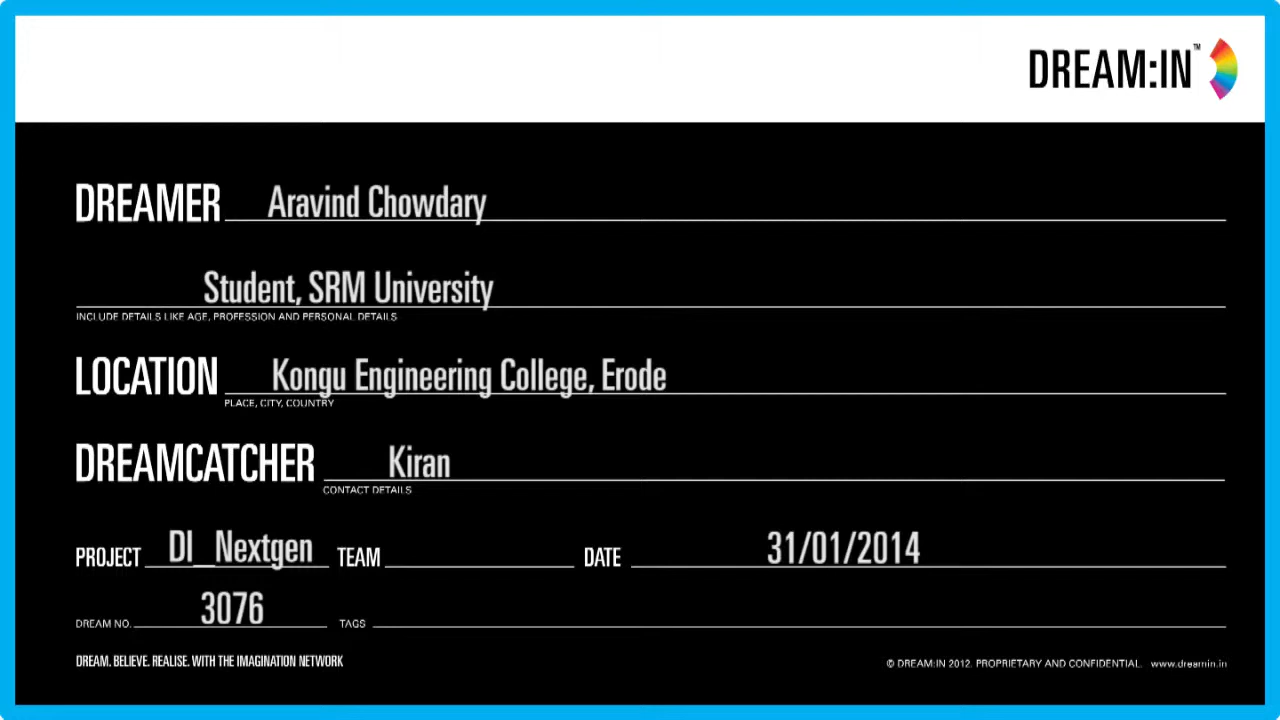 DREAM:IN™
DREAMER Aravind Chowdary
Student, SRM University
INCLUDE DETAILS LIKE AGE, PROFESSION AND PERSONAL DETAILS
LOCATION Kongu Engineering College, Erode
PLACE, CITY, COUNTRY
DREAMCATCHER Kiran
CONTACT DETAILS
PROJECT DI_Nextgen TEAM DATE 31/01/2014
DREAM NO. 3076 TAGS
DREAM. BELIEVE. REALISE. WITH THE IMAGINATION NETWORK © DREAM:IN 2012. PROPRIETARY AND CONFIDENTIAL. www.dreamin.in